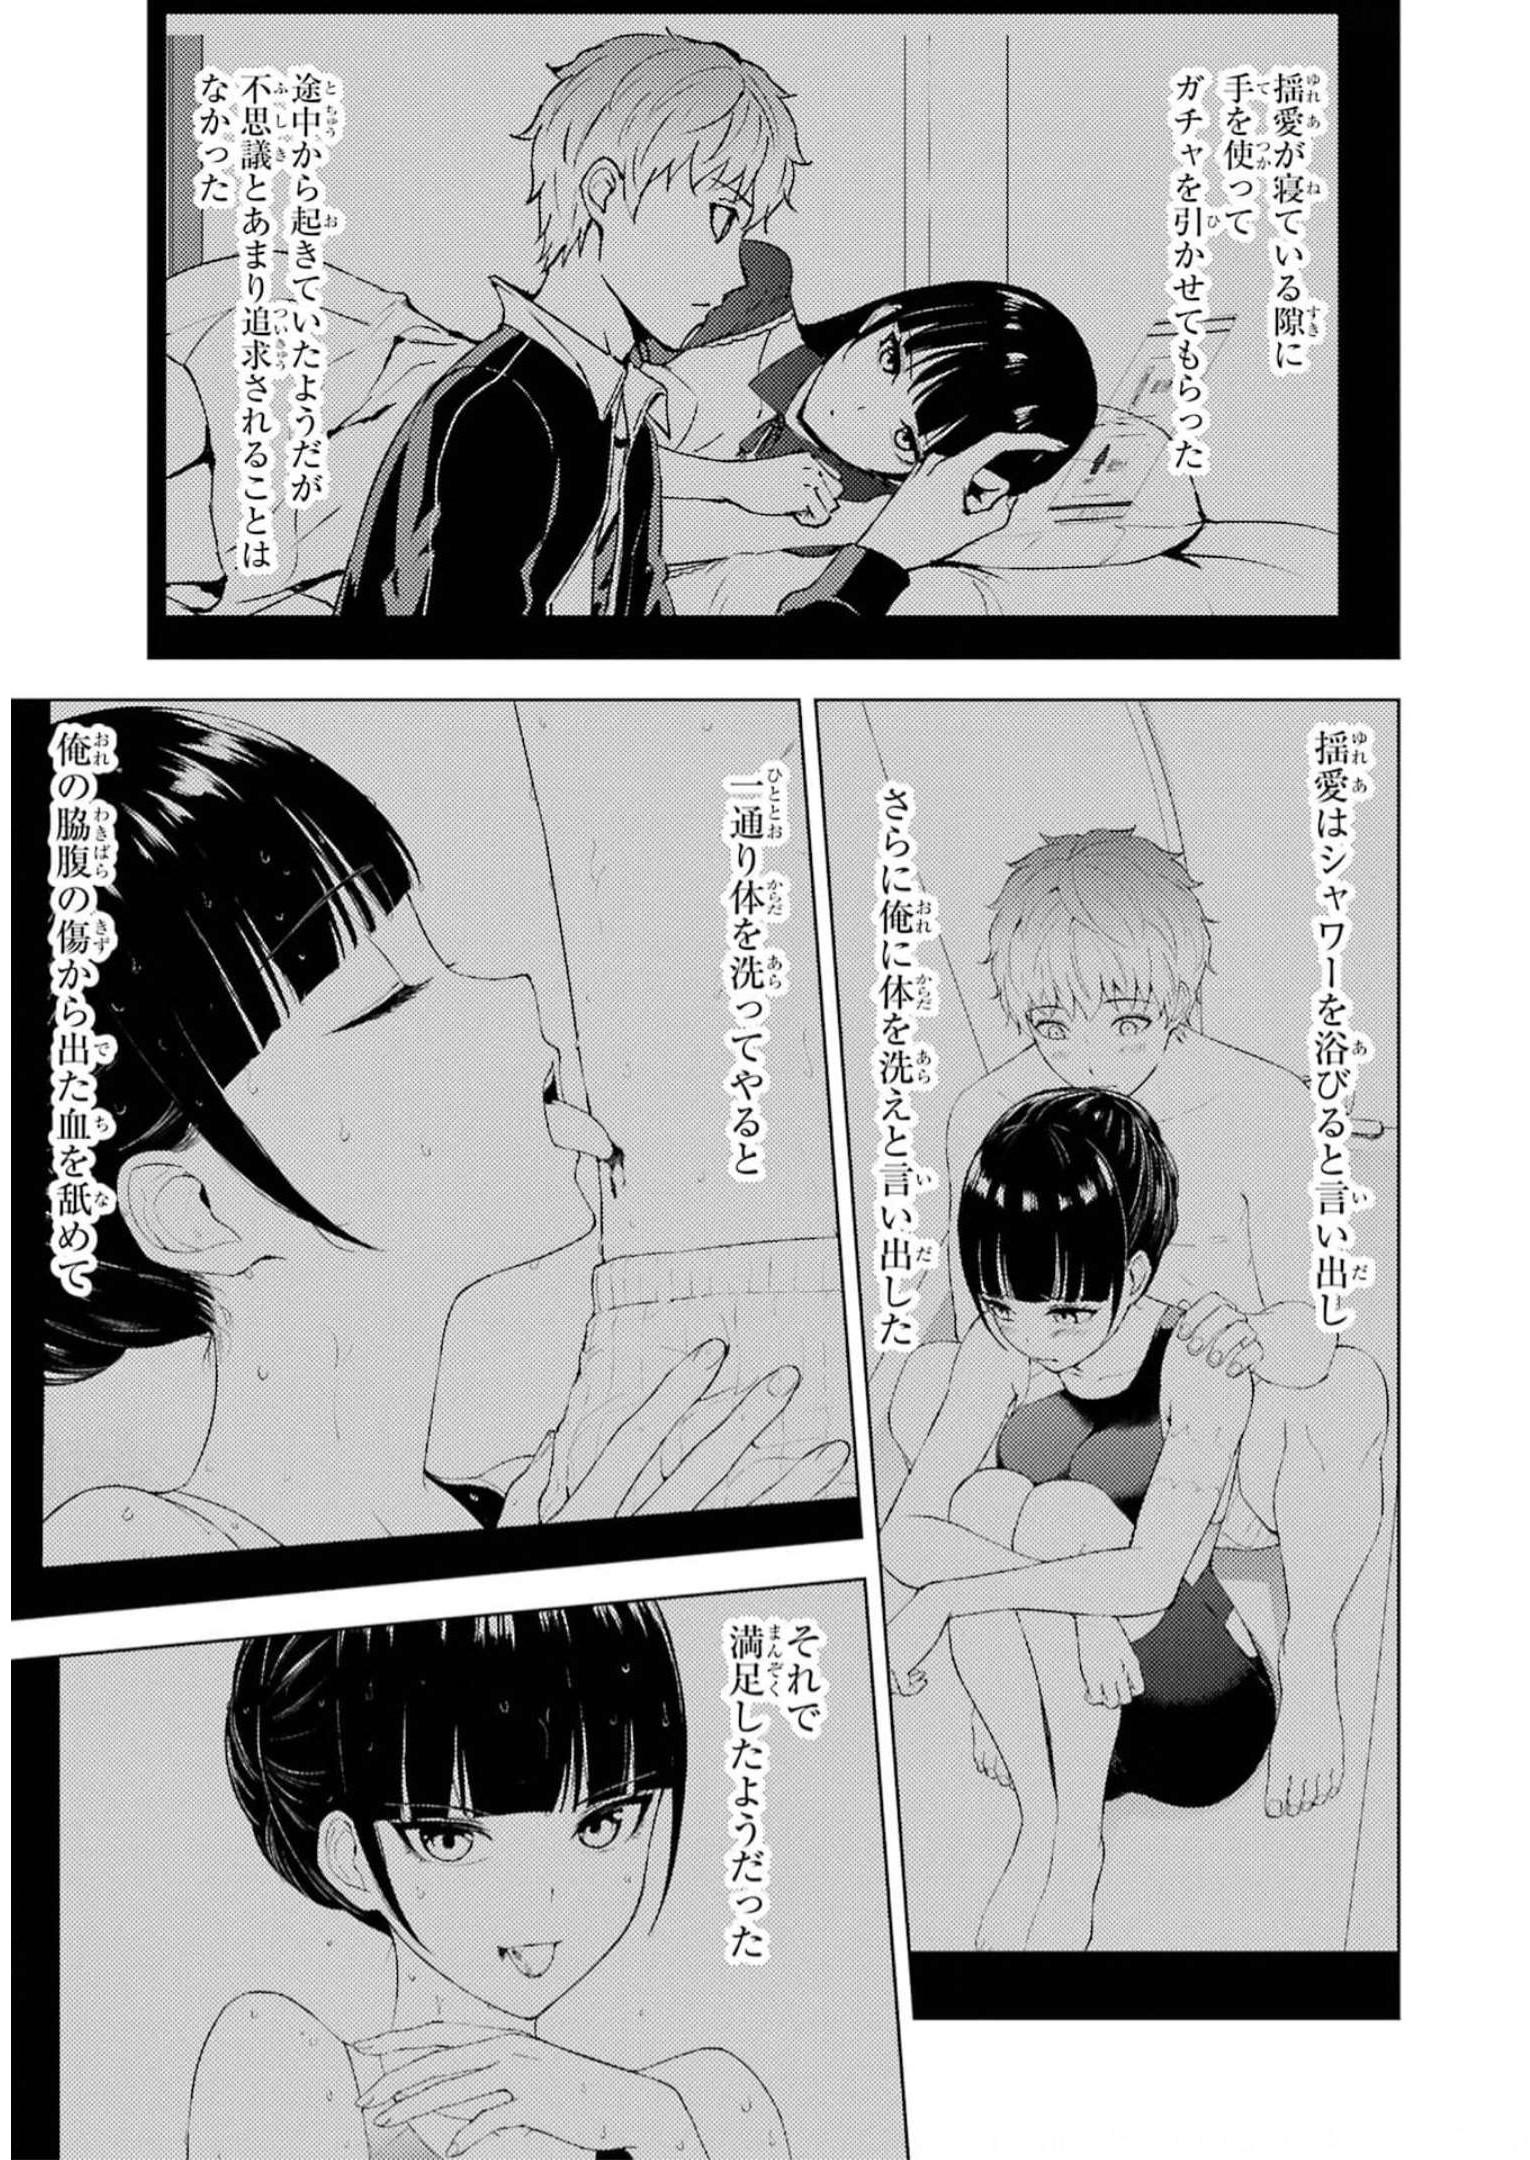 揺愛が寝ている隙に
手を使って
ガチャを引かせてもらった
途中から起きていたようだが
不思議とあまり追求されることは
なかった
揺愛はシャワーを浴びると言い出し
さらに俺に体を洗えと言い出した
一通り体を洗ってやると
俺の脇腹の傷から出た血を舐めて
それで
満足したようだった